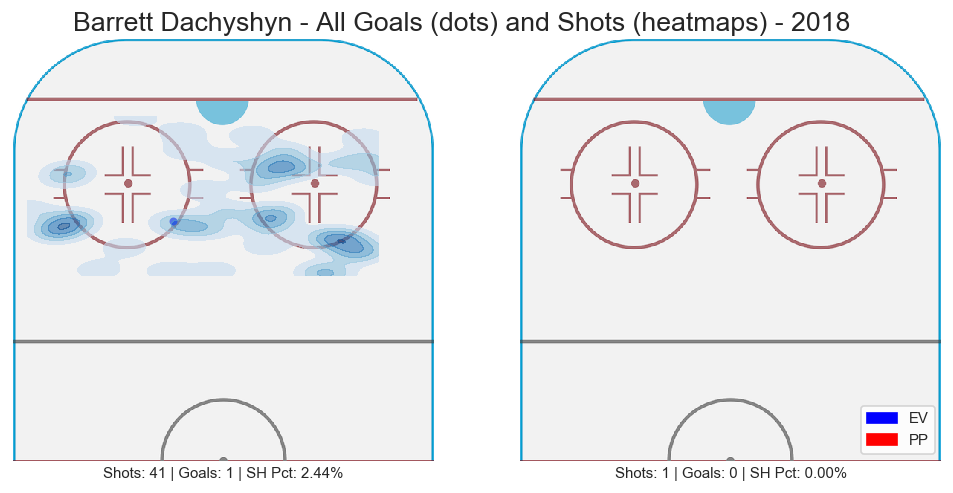 Barrett Dachyshyn - All Goals (dots) and Shots (heatmaps) - 2018
EV
PP
Shots: 41 | Goals: 1 | SH Pct: 2.44%
Shots: 1 | Goals: 0 | SH Pct: 0.00%